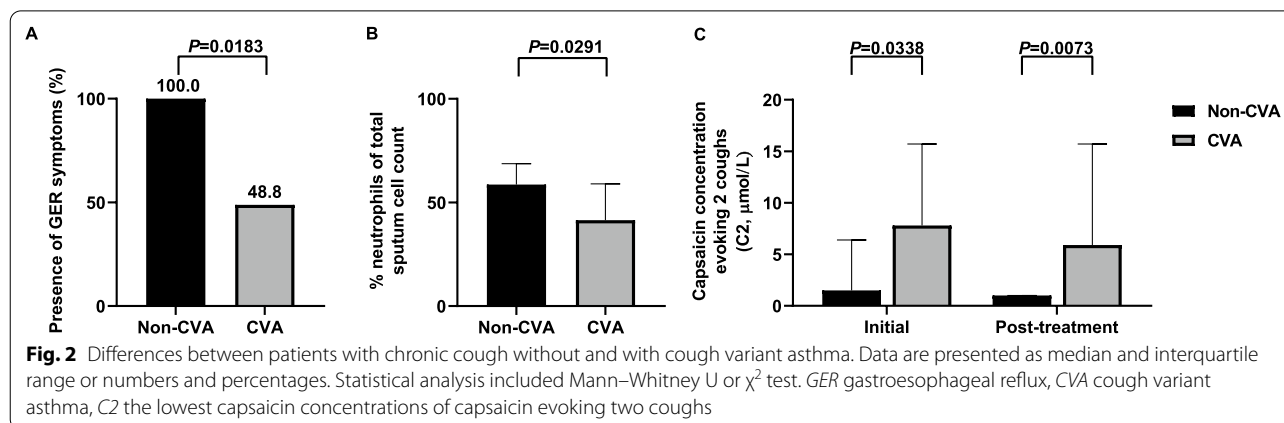 A
P=0.0183
Presence of GER symptoms (%)
100
50
0
100.0
48.8
Non-CVA CVA
B
P=0.0291
% neutrophils of total
sputum cell count
100
50
0
Non-CVA CVA
C
P=0.0338 P=0.0073
Capsaicin concentration
evoking 2 coughs
(C2, μmol/L)
20
15
10
5
0
Initial Post-treatment
Non-CVA
CVA
Fig. 2 Differences between patients with chronic cough without and with cough variant asthma. Data are presented as median and interquartile
range or numbers and percentages. Statistical analysis included Mann–Whitney U or χ² test. GER gastroesophageal reflux, CVA cough variant
asthma, C2 the lowest capsaicin concentrations of capsaicin evoking two coughs